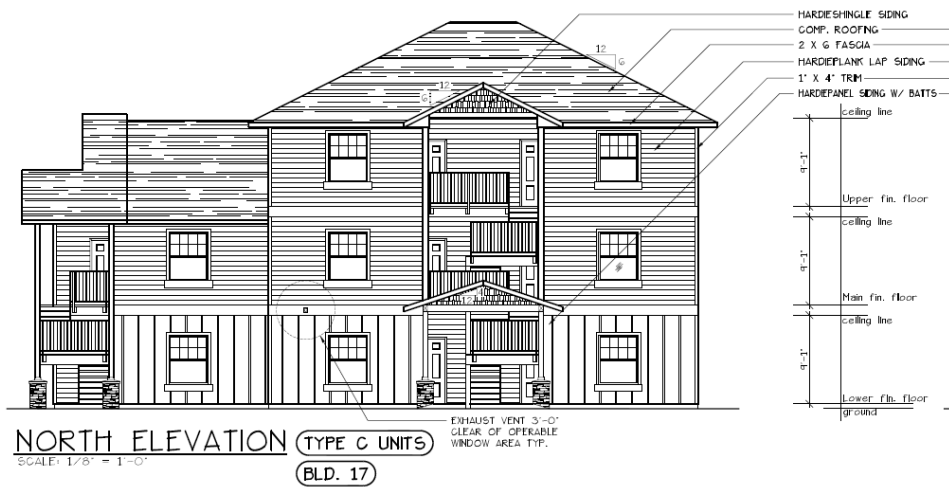 HARDIESHINGLE SIDING
COMP. ROOFING
2 X 6 FASCIA
HARDIEPLANK LAP SIDING
1" X 4" TRIM
HARDIEPANEL SIDING W/ BATTS
12
6
12
6
ceiling line
9'-1"
Upper fin. floor
ceiling line
9'-1"
Main fin. floor
4
12
ceiling line
9'-1"
Lower fin. floor
ground
EXHAUST VENT 3'-0"
CLEAR OF OPERABLE
WINDOW AREA TYP.
NORTH ELEVATION
TYPE C UNITS
SCALE: 1/8" = 1'-0"
BLD. 17